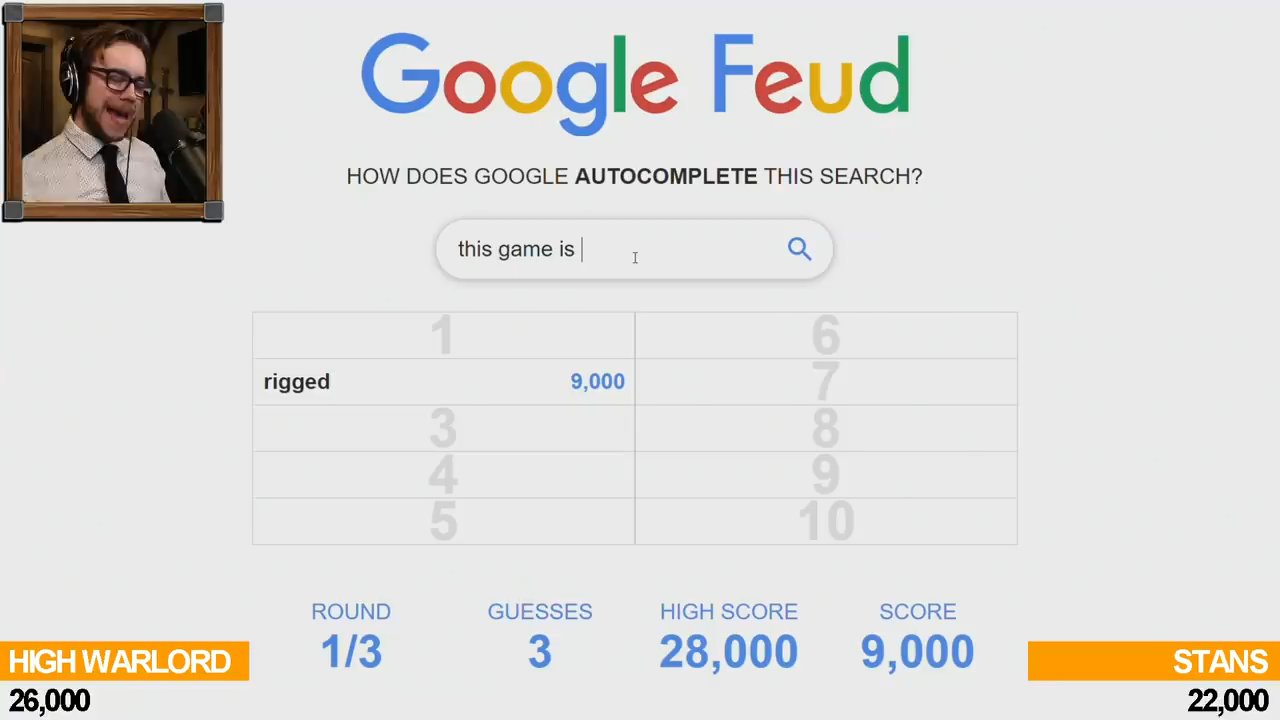 Google Feud
HOW DOES GOOGLE AUTOCOMPLETE THIS SEARCH?
this game is
1
6
rigged 9,000
7
3
8
4
9
5
10
ROUND GUESSES HIGH SCORE SCORE
1/3 3 28,000 9,000
HIGH WARLORD
STANS
26,000
22,000